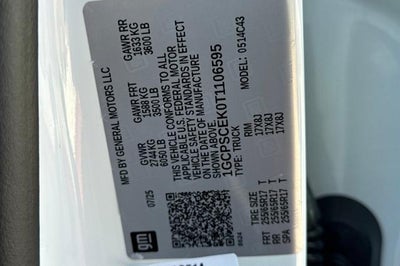 MFD BY GENERAL MOTORS LLC
07/25
GVWR
2744 KG
6050 LB
GAWR FRT
1588 KG
3500 LB
GAWR RR
1633 KG
3600 LB
THIS VEHICLE CONFORMS TO ALL
APPLICABLE U.S. FEDERAL MOTOR
VEHICLE SAFETY STANDARDS IN EFFECT
ON THE DATE OF MANUFACTURE
SHOWN ABOVE.
1GCPSCEK0T1106595
TYPE: TRUCK
MODEL: 0514C43
gm
TIRE SIZE
RIM
FRT 255/65R17 T 17X8J
RR 255/65R17 T 17X8J
SPA 255/65R17 T 17X8J